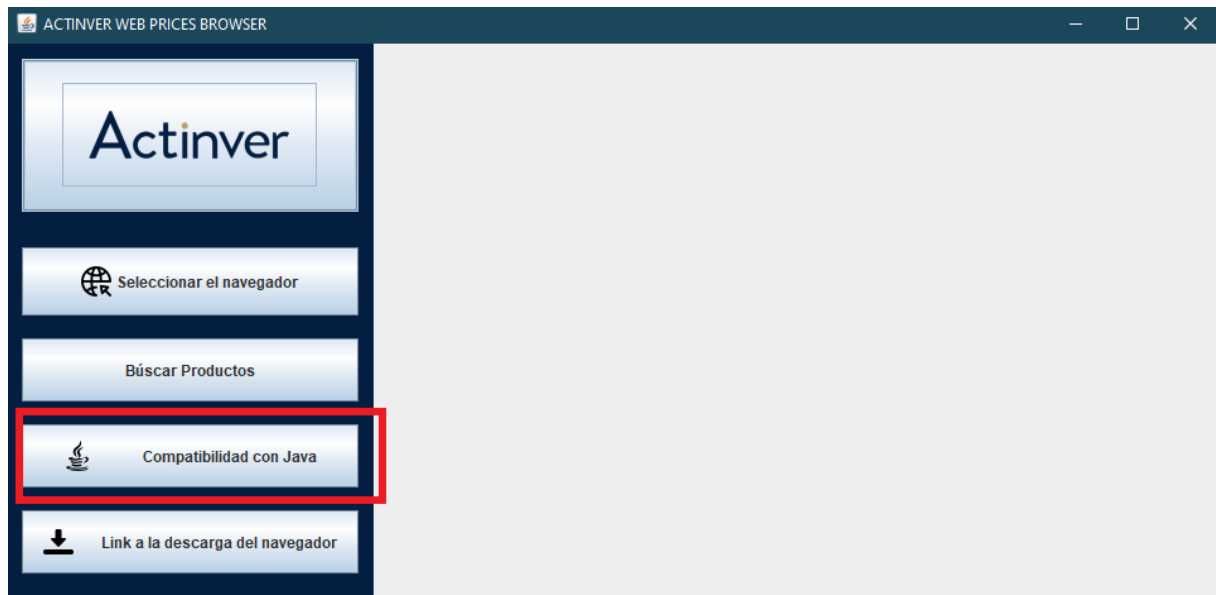 ACTINVER WEB PRICES BROWSER
Actinver
Seleccionar el navegador
Búscar Productos
Compatibilidad con Java
Link a la descarga del navegador